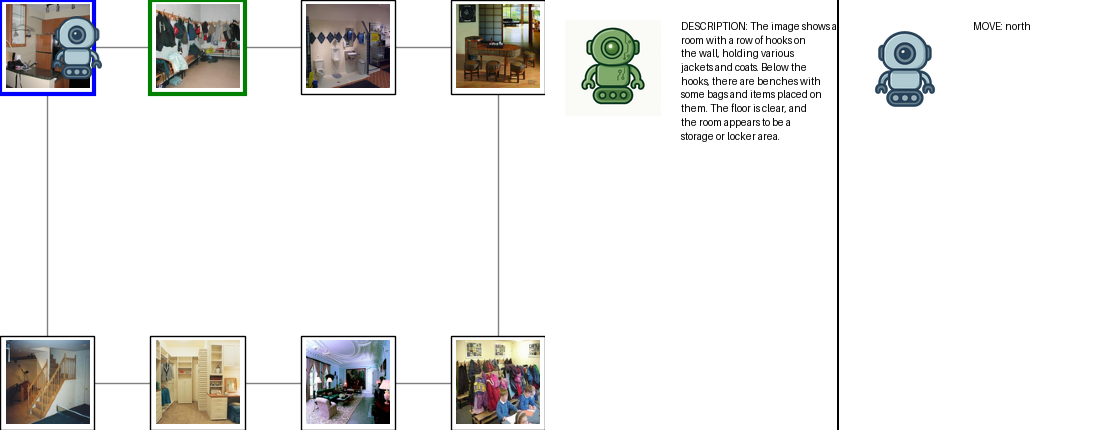 DESCRIPTION: The image shows a
room with a row of hooks on
the wall, holding various
jackets and coats. Below the
hooks, there are benches with
some bags and items placed on
them. The floor is clear, and
the room appears to be a
storage or locker area.
MOVE: north